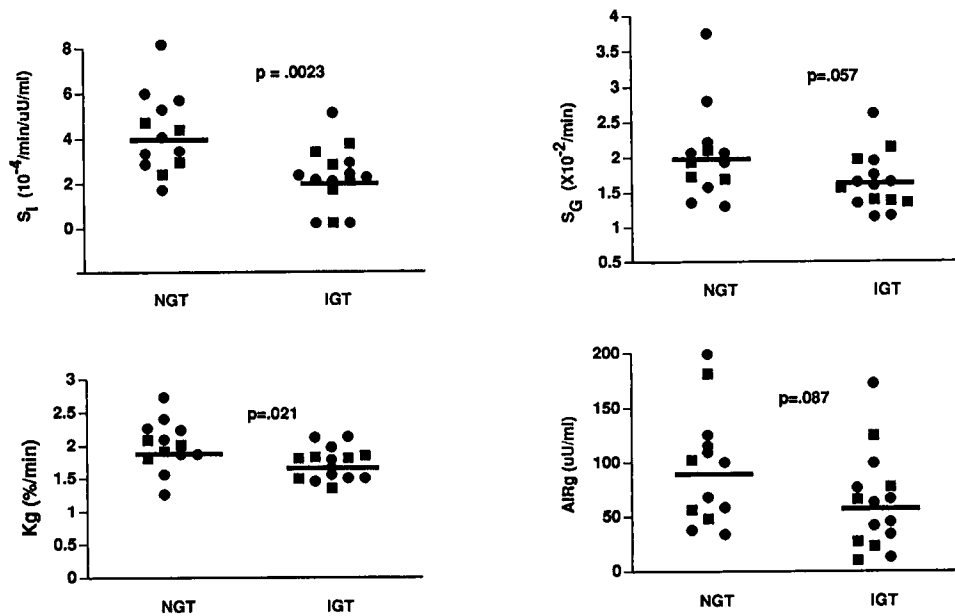 8
6
4
2
0
S_I (10^-4/min/uU/ml)
p = .0023
NGT
IGT
4
3.5
3
2.5
2
1.5
1
0.5
S_G (X10^-2/min)
p=.057
NGT
IGT
3
2.5
2
1.5
1
0.5
0
Kg (%/min)
p=.021
NGT
IGT
200
150
100
50
0
AIRg (uU/ml)
p=.087
NGT
IGT